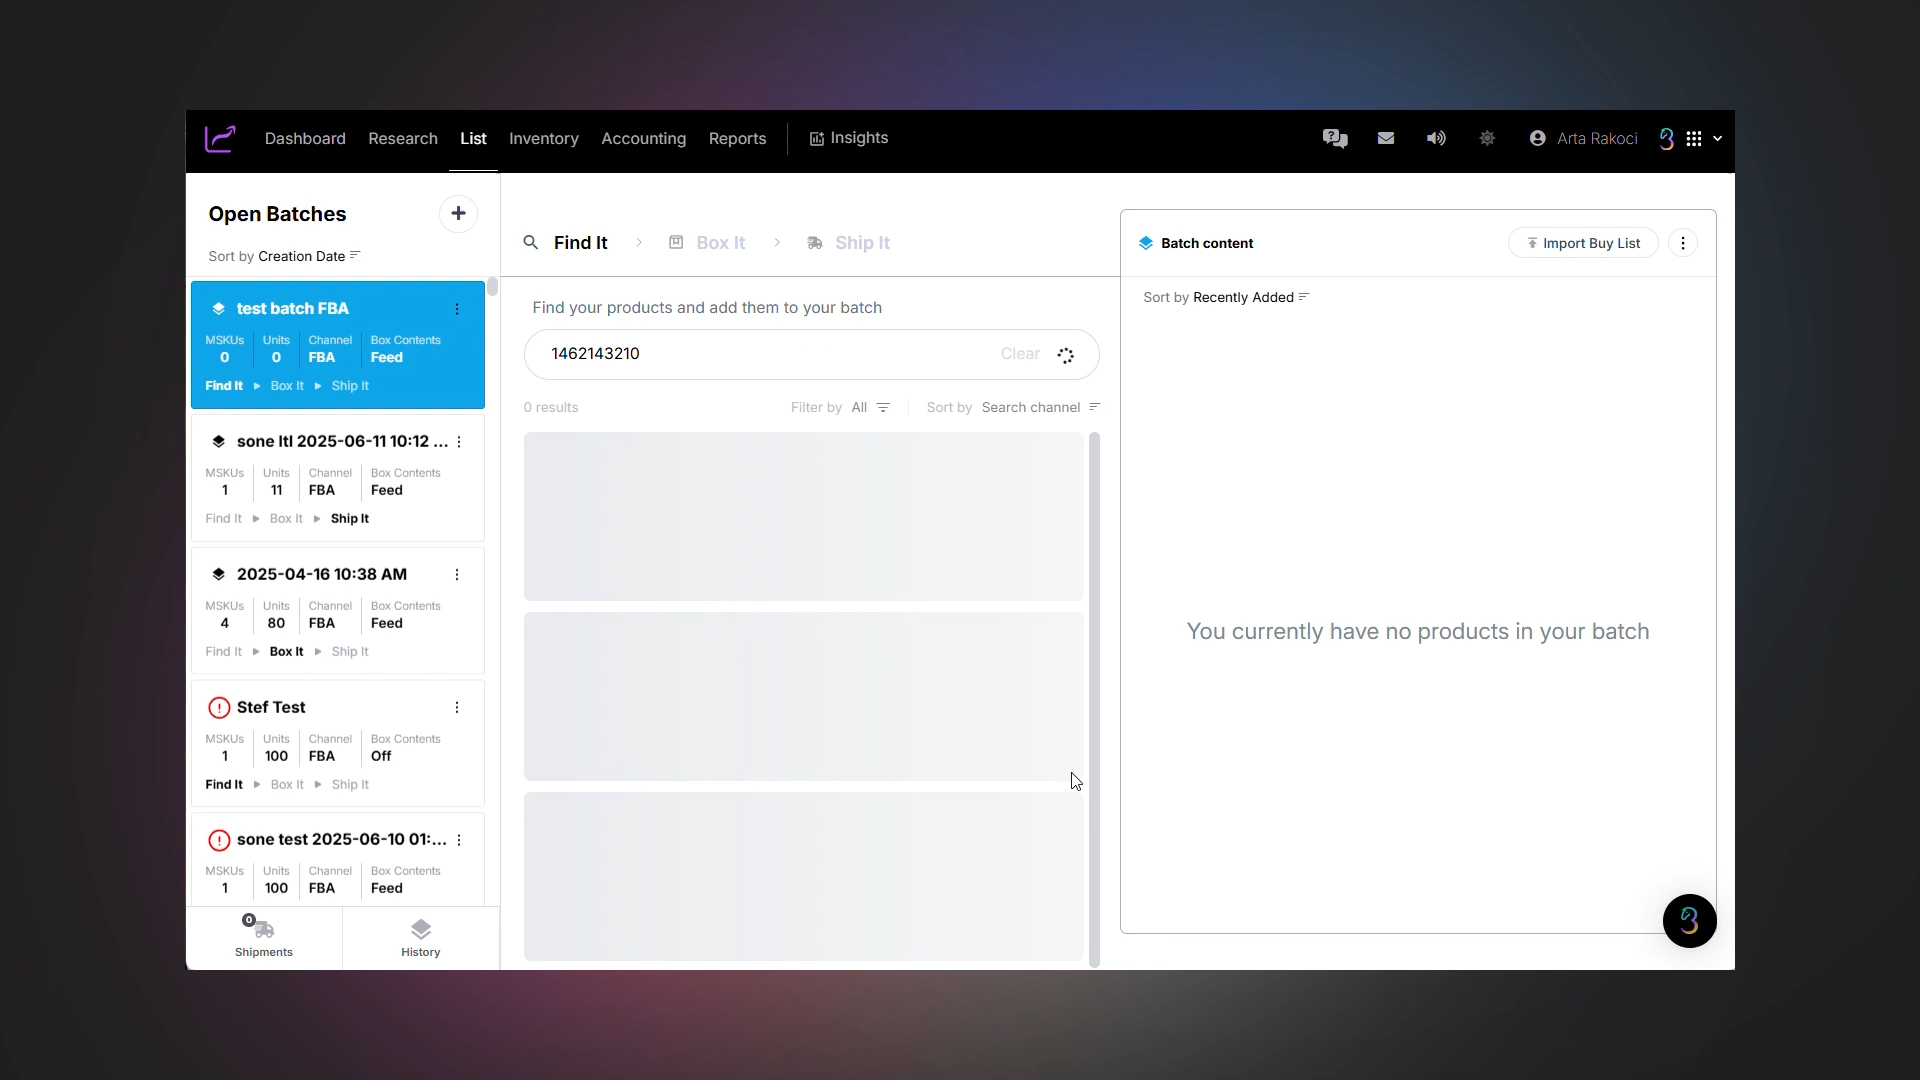 Dashboard Research List Inventory Accounting Reports Insights Arta Rakoci
Open Batches
Sort by Creation Date
test batch FBA
MSKUs Units Channel Box Contents
0 0 FBA Feed
Find It Box It Ship It
sone ltl 2025-06-11 10:12 ...
MSKUs Units Channel Box Contents
1 11 FBA Feed
Find It Box It Ship It
2025-04-16 10:38 AM
MSKUs Units Channel Box Contents
4 80 FBA Feed
Find It Box It Ship It
Stef Test
MSKUs Units Channel Box Contents
1 100 FBA Off
Find It Box It Ship It
sone test 2025-06-10 01:...
MSKUs Units Channel Box Contents
1 100 FBA Feed
0
Shipments History
Find It Box It Ship It
Find your products and add them to your batch
1462143210 Clear
0 results Filter by All Sort by Search channel
Batch content Import Buy List
Sort by Recently Added
You currently have no products in your batch